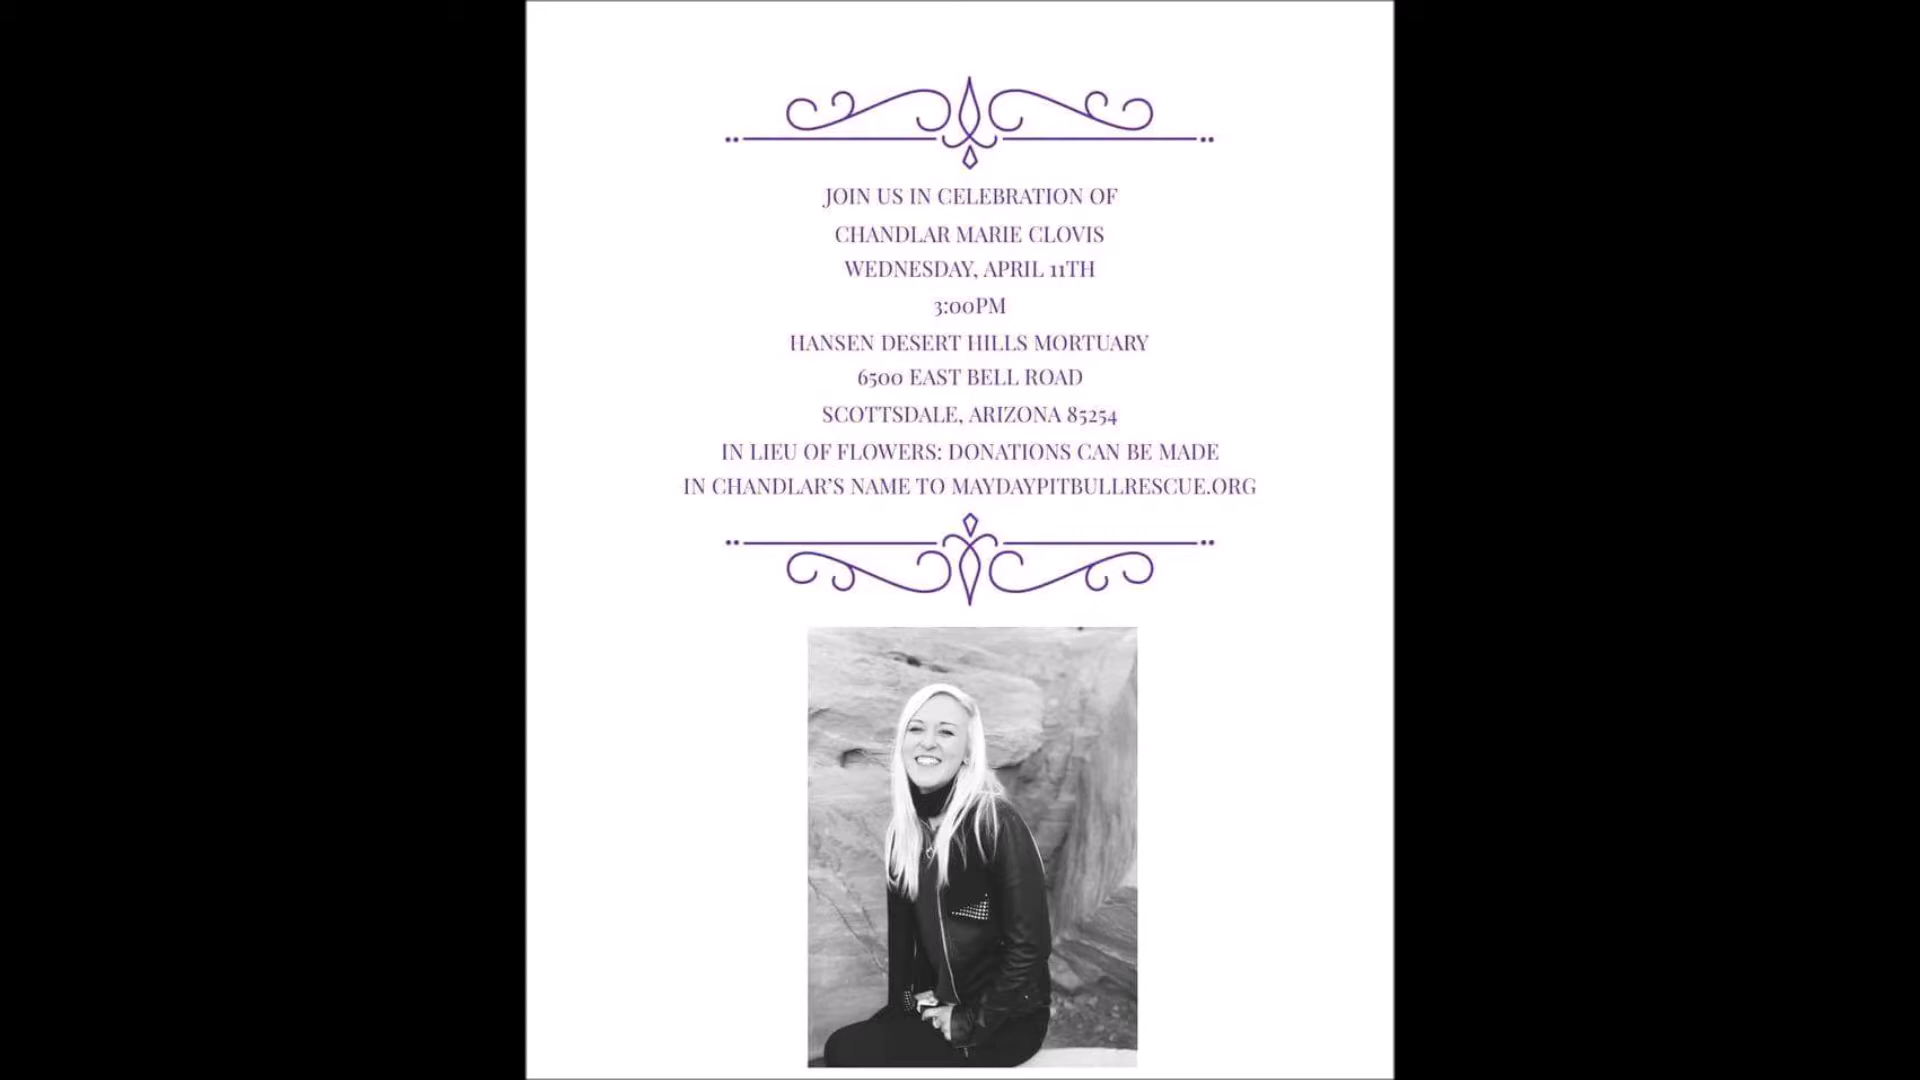 JOIN US IN CELEBRATION OF
CHANDLAR MARIE CLOVIS
WEDNESDAY, APRIL 11TH
3:00PM
HANSEN DESERT HILLS MORTUARY
6500 EAST BELL ROAD
SCOTTSDALE, ARIZONA 85254
IN LIEU OF FLOWERS: DONATIONS CAN BE MADE
IN CHANDLAR’S NAME TO MAYDAYPITBULLRESCUE.ORG